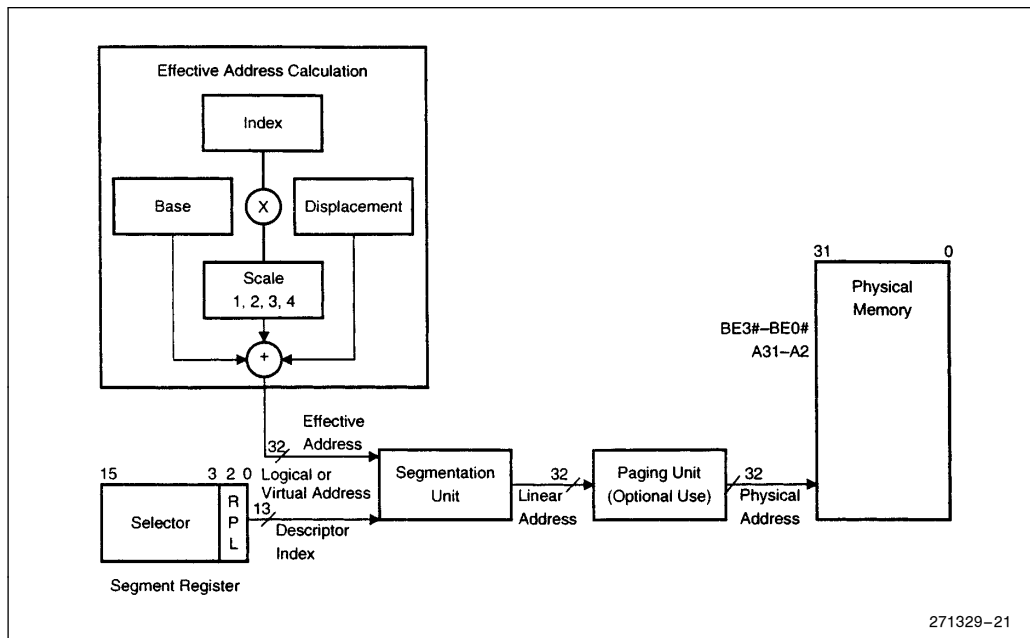 Effective Address Calculation
Index
Base
X
Displacement
Scale
1, 2, 3, 4
+
31 0
Physical
Memory
BE3#–BE0#
A31–A2
32
Effective
Address
Logical or
Virtual Address
15 3 2 0
Selector
R
P
L
13
Descriptor
Index
Segment Register
Segmentation
Unit
32
Linear
Address
Paging Unit
(Optional Use)
32
Physical
Address
271329–21